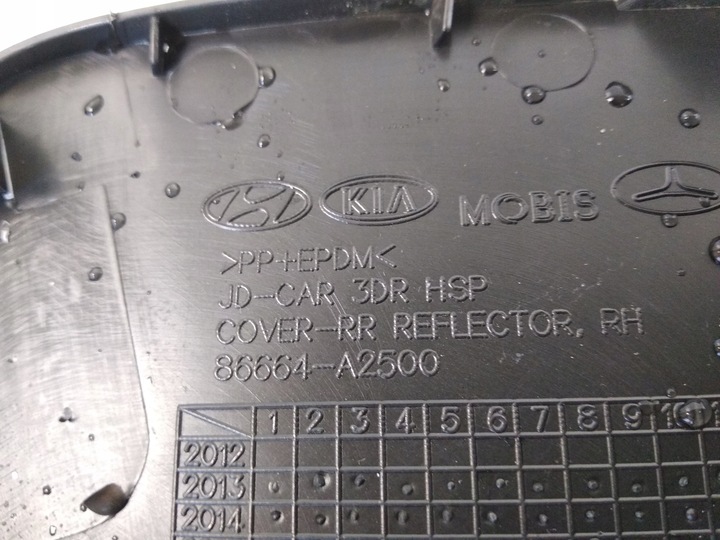 KIA MOBIS
>PP+EPDM<
JD-CAR 3DR HSP
COVER-RR REFLECTOR, RH
86664-A2500
1 2 3 4 5 6 7 8 9 10
2012
2013
2014